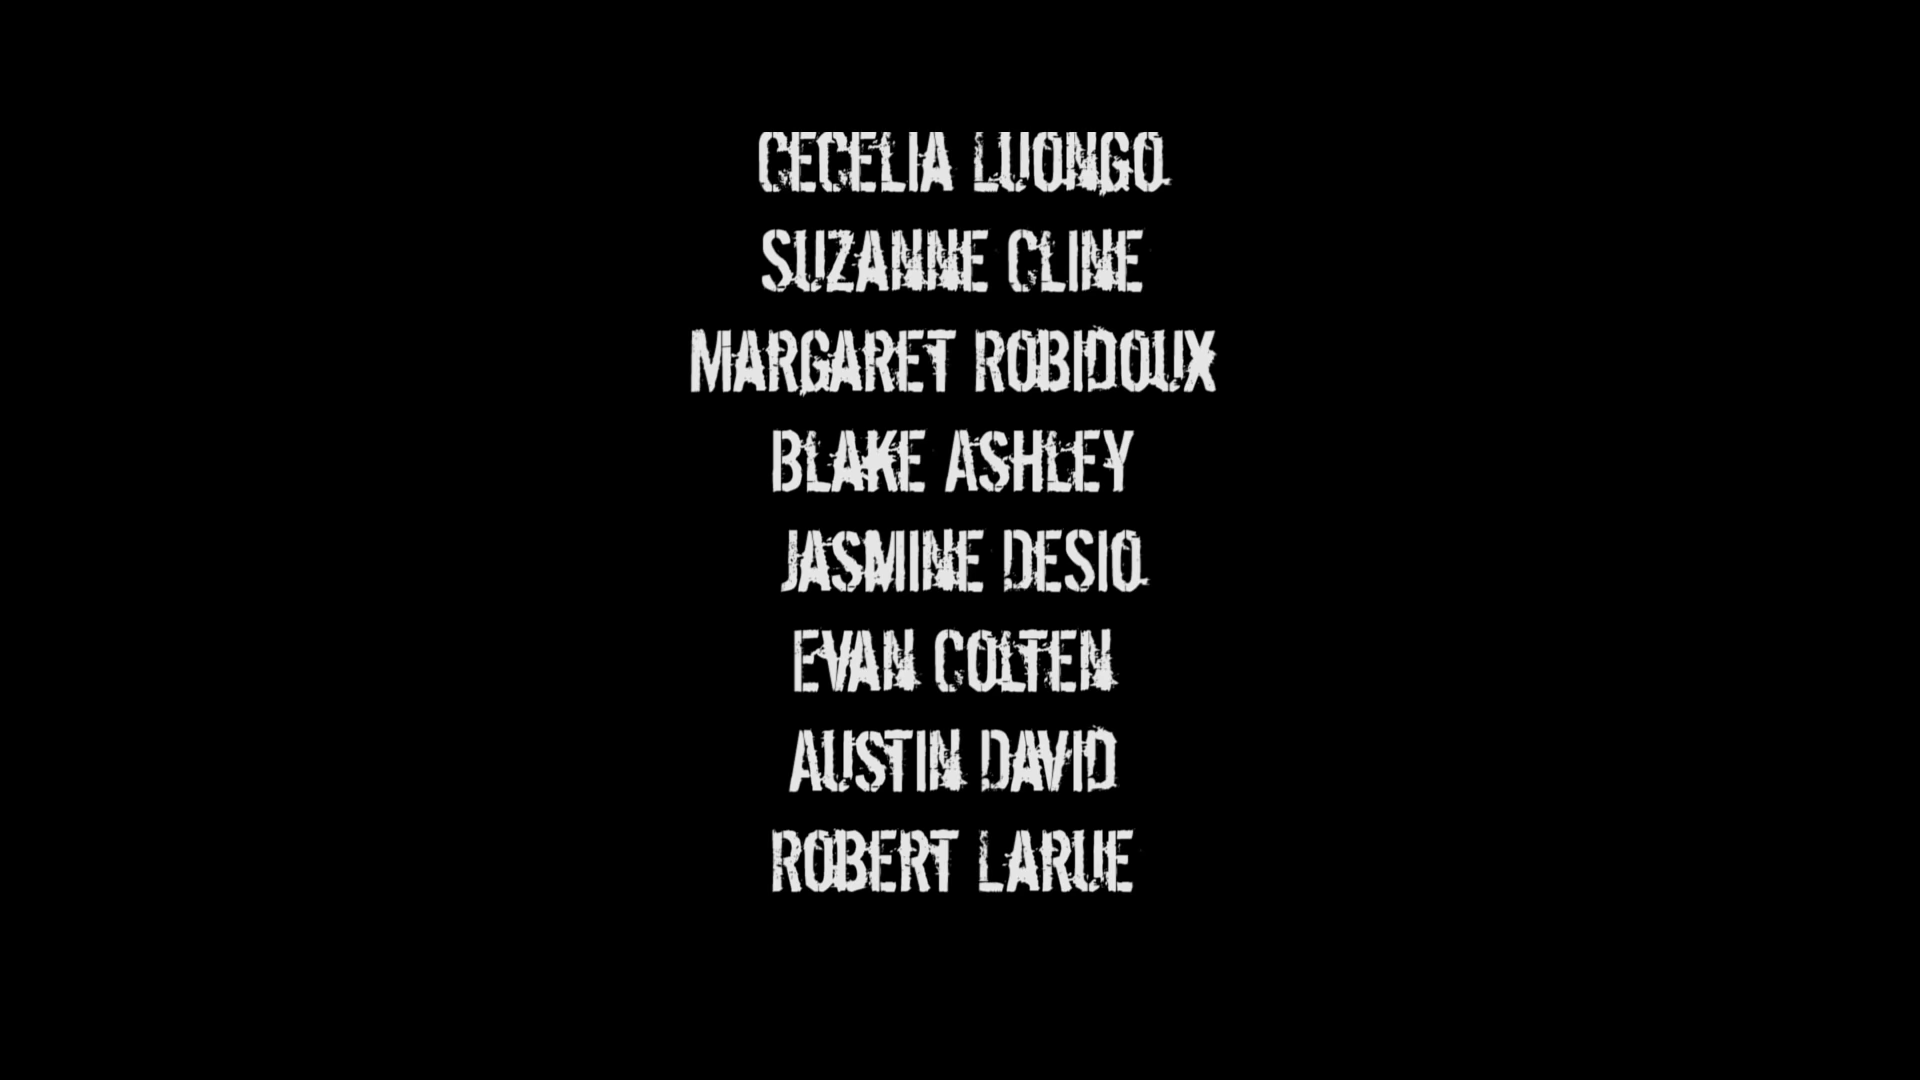 CECELIA LUONGO
SUZANNE CLINE
MARGARET ROBIDOUX
BLAKE ASHLEY
JASMINE DESIO
EVAN COLTEN
AUSTIN DAVID
ROBERT LARUE